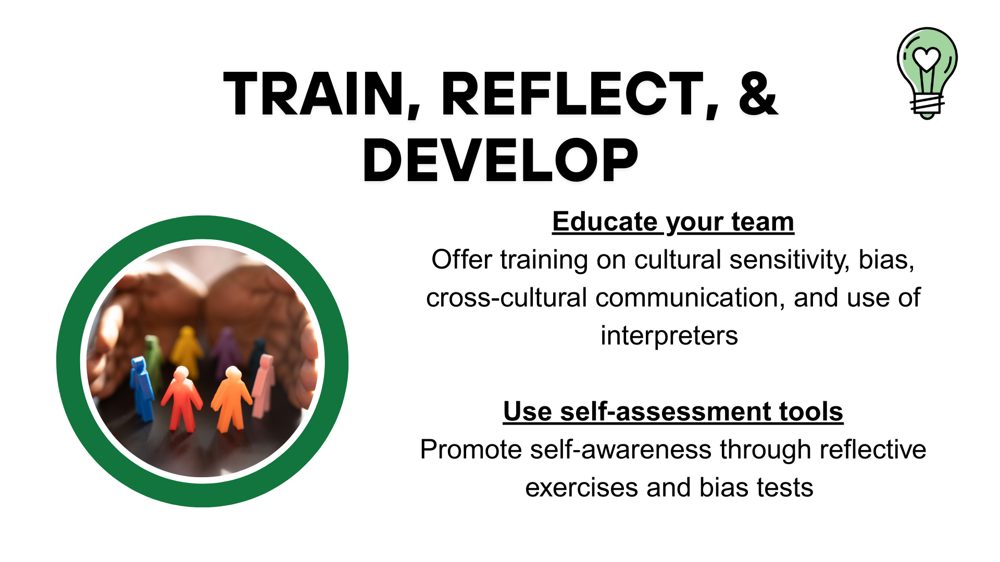 TRAIN, REFLECT, &
DEVELOP
Educate your team
Offer training on cultural sensitivity, bias,
cross-cultural communication, and use of
interpreters
Use self-assessment tools
Promote self-awareness through reflective
exercises and bias tests